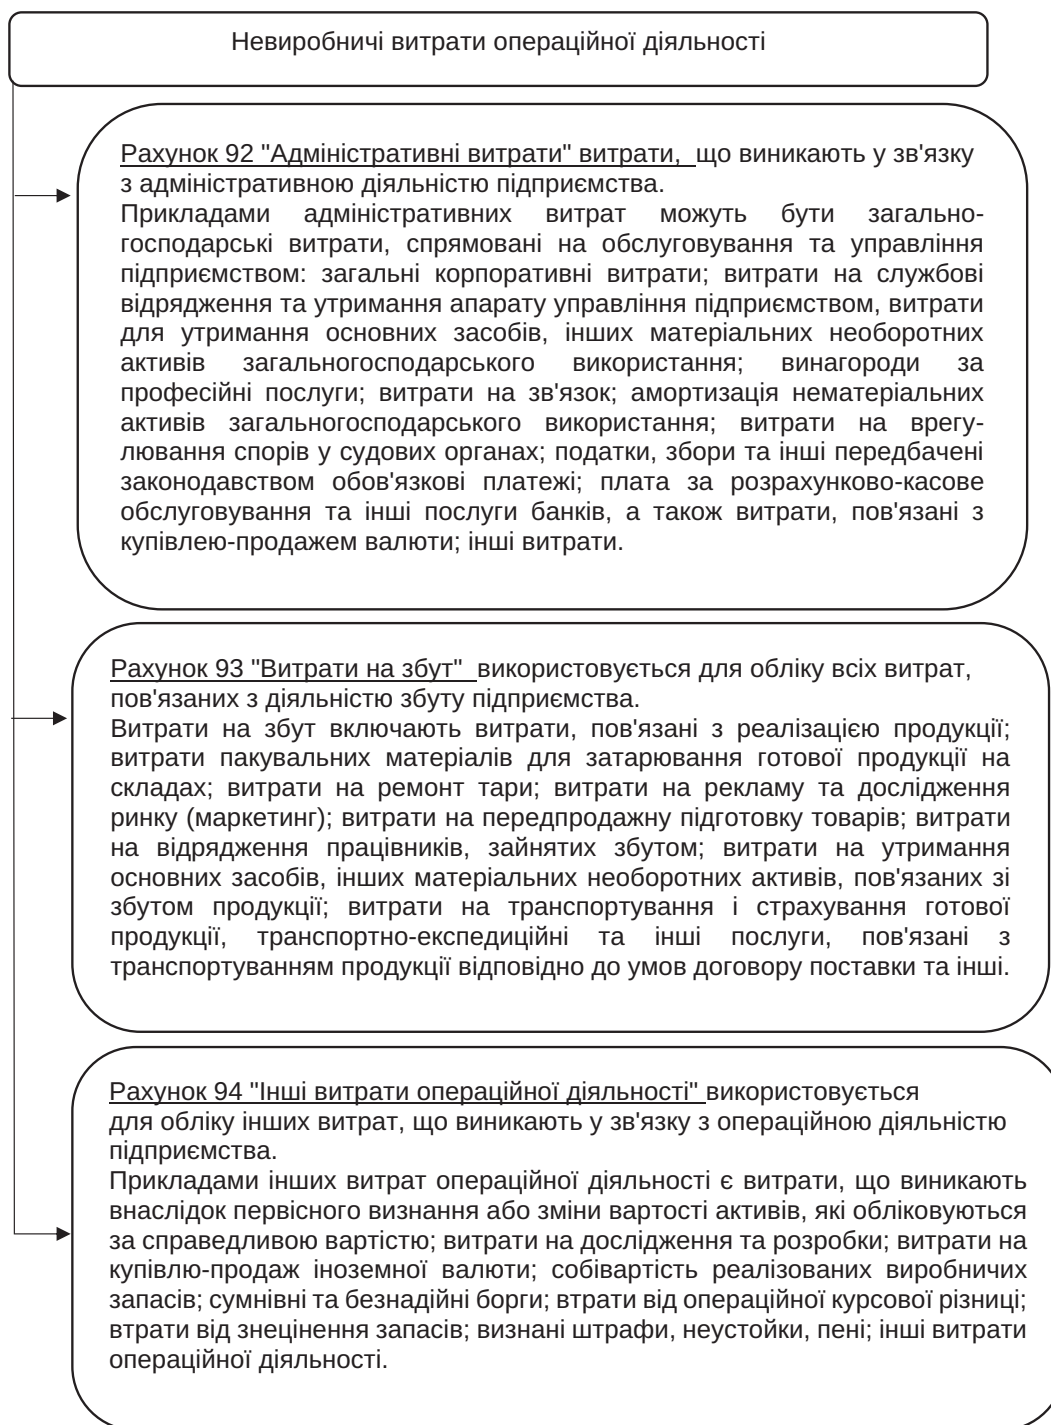 Невиробничі витрати операційної діяльності
Рахунок 92 "Адміністративні витрати" витрати, що виникають у зв'язку
з адміністративною діяльністю підприємства.
Прикладами адміністративних витрат можуть бути загально-
господарські витрати, спрямовані на обслуговування та управління
підприємством: загальні корпоративні витрати; витрати на службові
відрядження та утримання апарату управління підприємством, витрати
для утримання основних засобів, інших матеріальних необоротних
активів загальногосподарського використання; винагороди за
професійні послуги; витрати на зв'язок; амортизація нематеріальних
активів загальногосподарського використання; витрати на врегу-
лювання спорів у судових органах; податки, збори та інші передбачені
законодавством обов'язкові платежі; плата за розрахунково-касове
обслуговування та інші послуги банків, а також витрати, пов'язані з
купівлею-продажем валюти; інші витрати.
Рахунок 93 "Витрати на збут" використовується для обліку всіх витрат,
пов'язаних з діяльністю збуту підприємства.
Витрати на збут включають витрати, пов'язані з реалізацією продукції;
витрати пакувальних матеріалів для затарювання готової продукції на
складах; витрати на ремонт тари; витрати на рекламу та дослідження
ринку (маркетинг); витрати на передпродажну підготовку товарів; витрати
на відрядження працівників, зайнятих збутом; витрати на утримання
основних засобів, інших матеріальних необоротних активів, пов'язаних зі
збутом продукції; витрати на транспортування і страхування готової
продукції, транспортно-експедиційні та інші послуги, пов'язані з
транспортуванням продукції відповідно до умов договору поставки та інші.
Рахунок 94 "Інші витрати операційної діяльності" використовується
для обліку інших витрат, що виникають у зв'язку з операційною діяльністю
підприємства.
Прикладами інших витрат операційної діяльності є витрати, що виникають
внаслідок первісного визнання або зміни вартості активів, які обліковуються
за справедливою вартістю; витрати на дослідження та розробки; витрати на
купівлю-продаж іноземної валюти; собівартість реалізованих виробничих
запасів; сумнівні та безнадійні борги; втрати від операційної курсової різниці;
втрати від знецінення запасів; визнані штрафи, неустойки, пені; інші витрати
операційної діяльності.